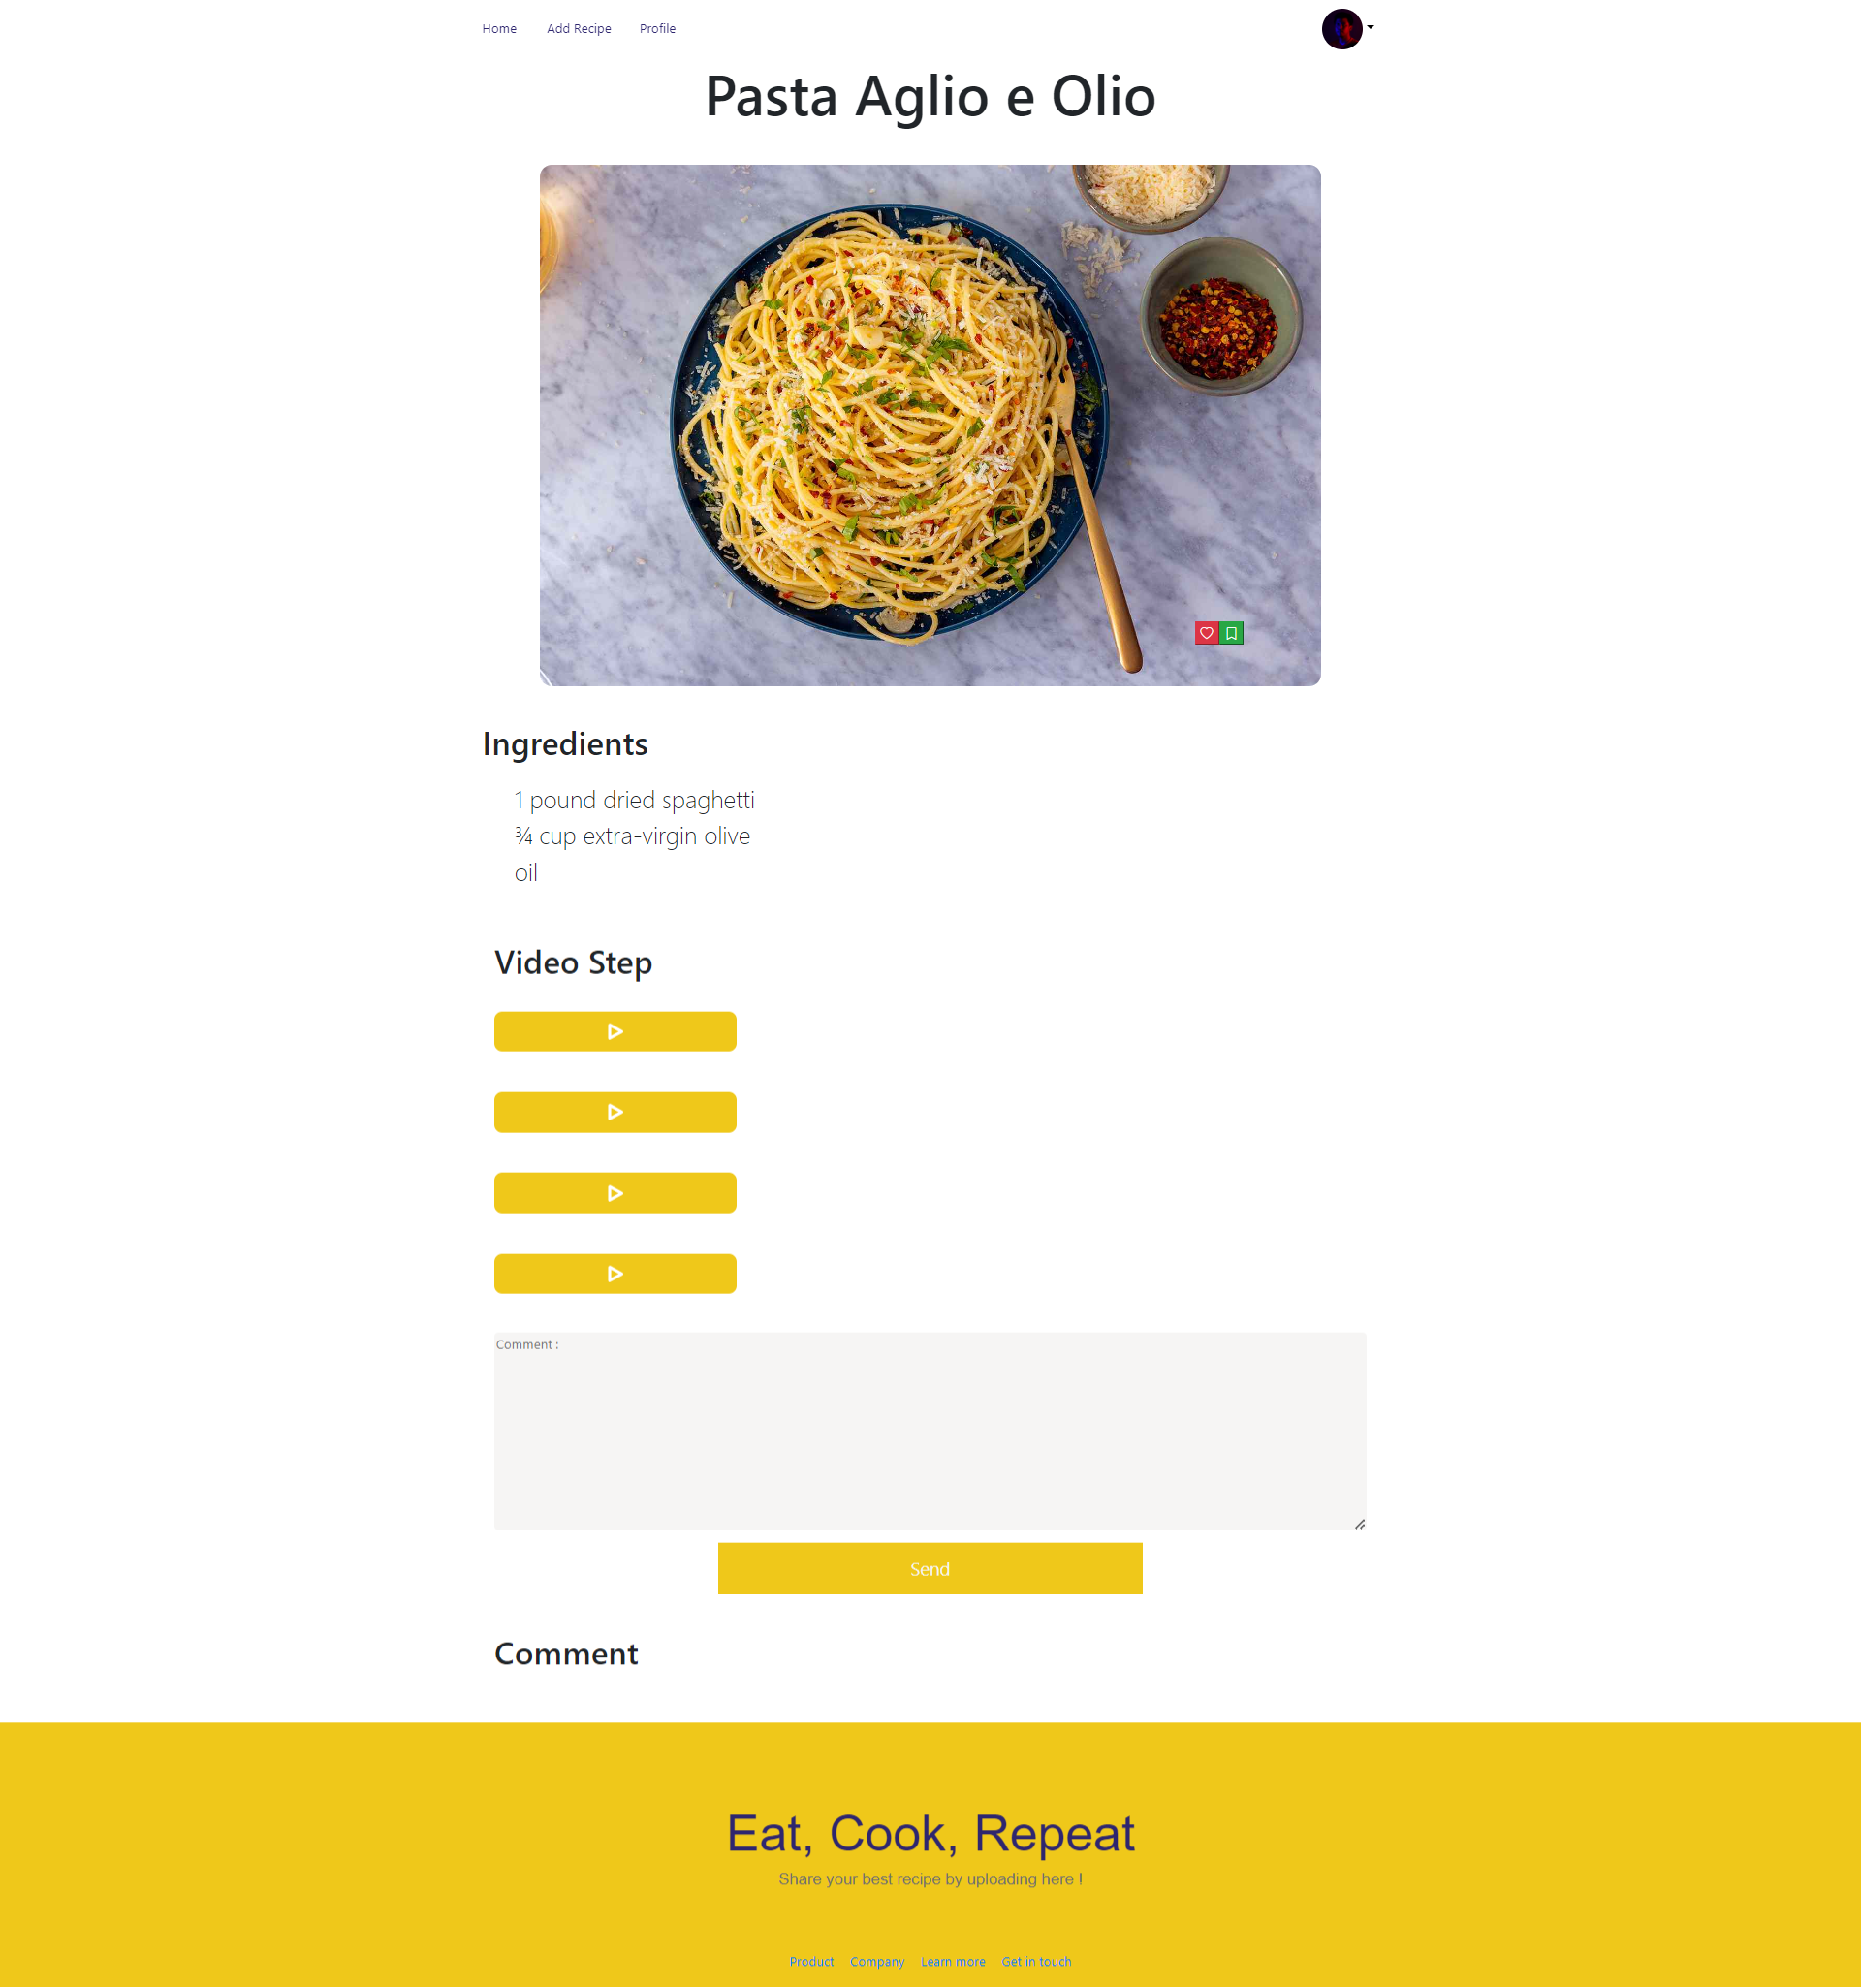 Home
Add Recipe
Profile
Pasta Aglio e Olio
Ingredients
1 pound dried spaghetti
¾ cup extra-virgin olive
oil
Video Step
Comment :
Send
Comment
Eat, Cook, Repeat
Share your best recipe by uploading here !
Product
Company
Learn more
Get in touch